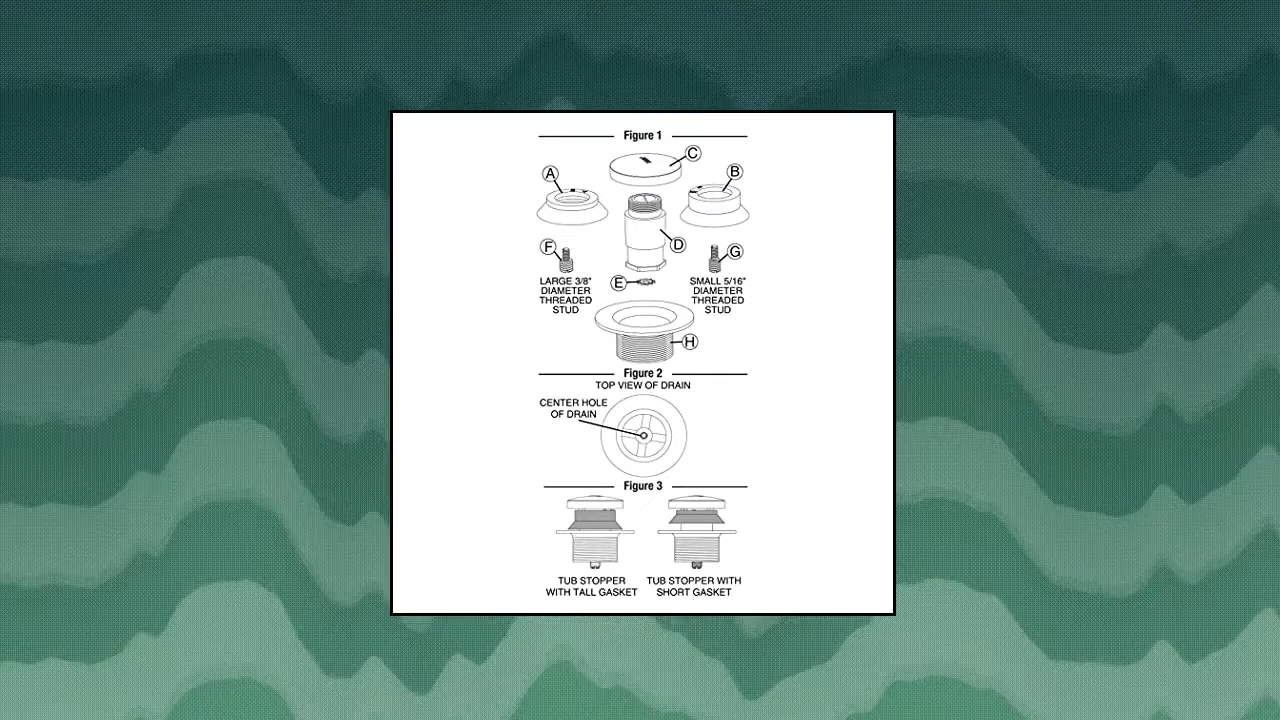 Figure 1
C
A
B
D
F
G
E
LARGE 3/8"
DIAMETER
THREADED
STUD
SMALL 5/16"
DIAMETER
THREADED
STUD
H
Figure 2
TOP VIEW OF DRAIN
CENTER HOLE
OF DRAIN
Figure 3
TUB STOPPER
WITH TALL GASKET
TUB STOPPER WITH
SHORT GASKET